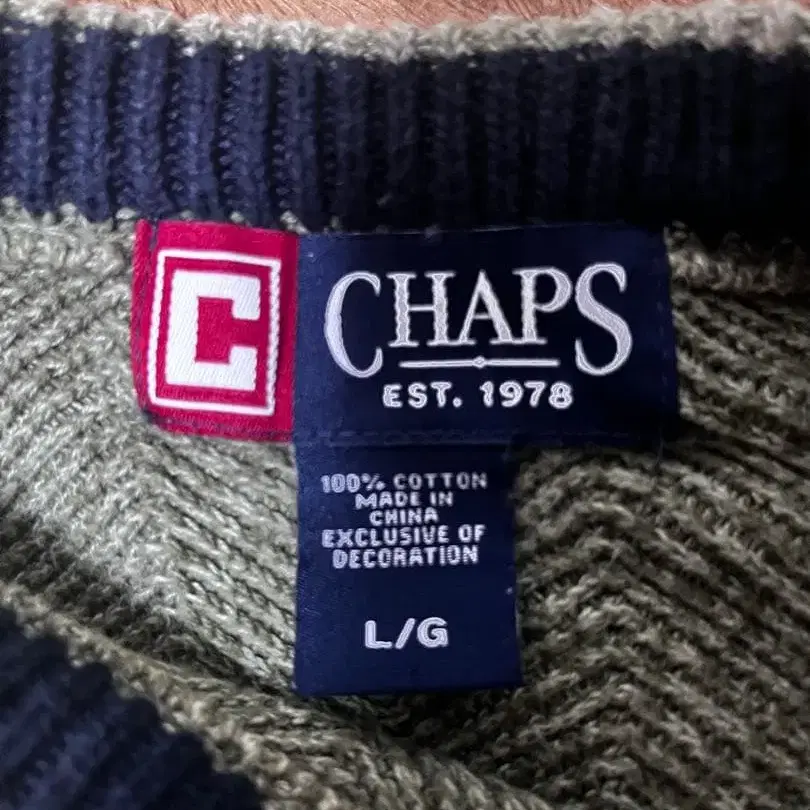 C
CHAPS
EST. 1978
100% COTTON
MADE IN
CHINA
EXCLUSIVE OF
DECORATION
L/G